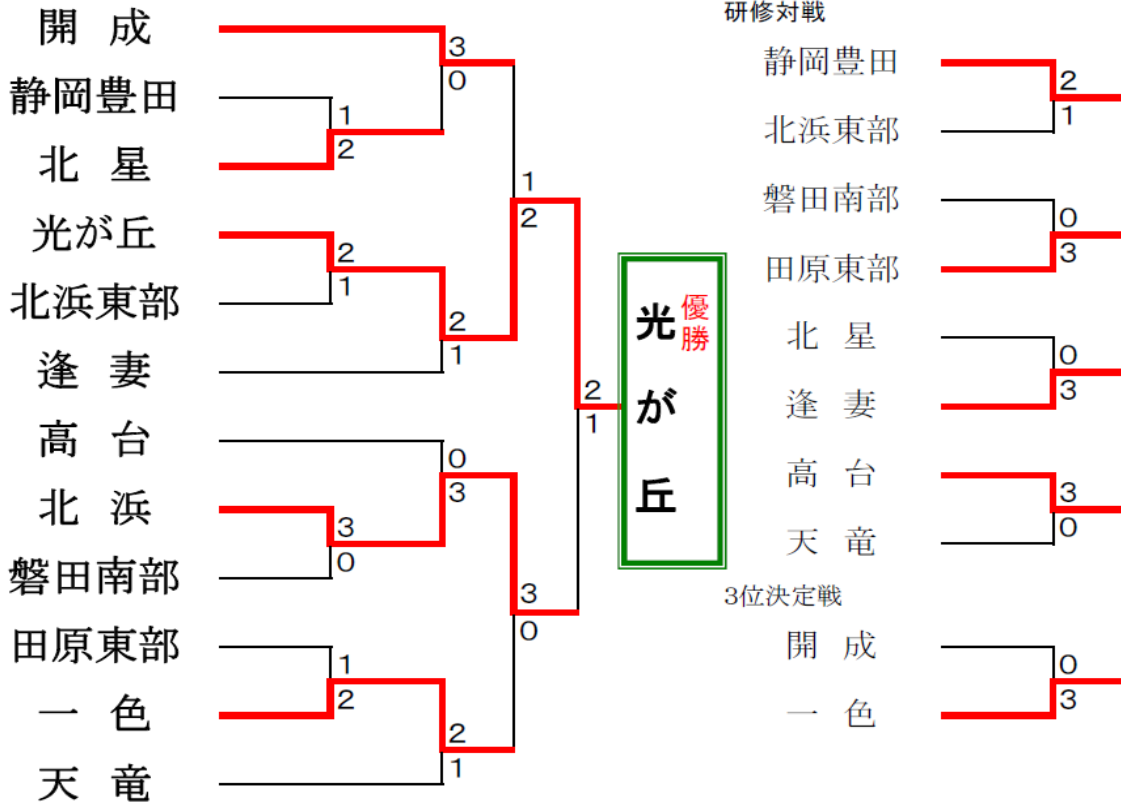 開 成
3
0
静岡豊田
1
2
北 星
1
2
光が丘
2
1
北浜東部
2
1
逢 妻
優勝
光が丘
2
1
高 台
0
3
北 浜
3
0
磐田南部
3
0
田原東部
1
2
一 色
2
1
天 竜
研修対戦
静岡豊田
2
1
北浜東部
磐田南部
0
3
田原東部
北 星
0
3
逢 妻
高 台
3
0
天 竜
3位決定戦
開 成
0
3
一 色